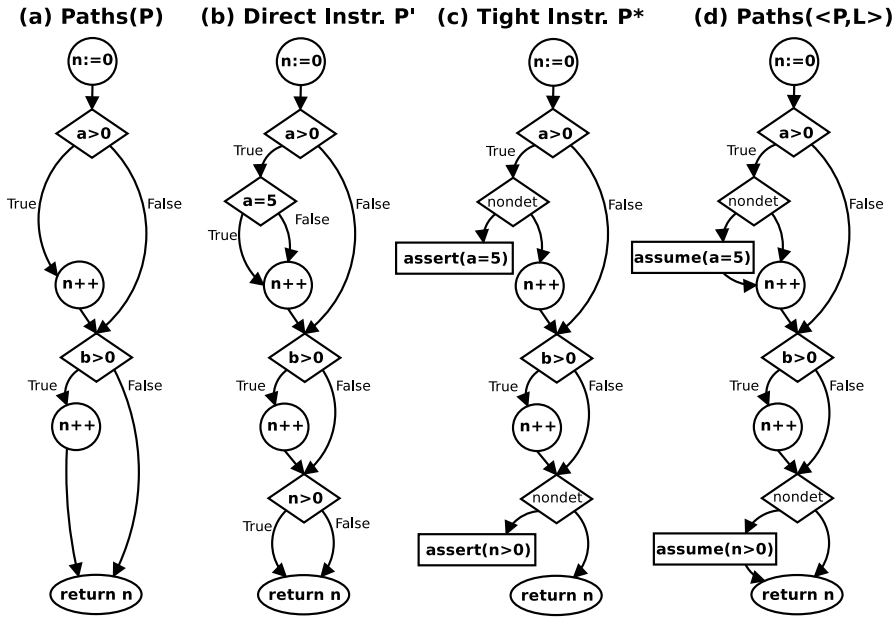 (a) Paths(P)
n:=0
a>0
True
False
n++
b>0
True
False
n++
return n
(b) Direct Instr. P'
n:=0
a>0
True
a=5
False
True
False
n++
b>0
True
False
n++
n>0
True
False
return n
(c) Tight Instr. P*
n:=0
a>0
True
nondet
False
assert(a=5)
n++
b>0
True
False
n++
nondet
assert(n>0)
return n
(d) Paths(<P,L>)
n:=0
a>0
True
nondet
False
assume(a=5)
n++
b>0
True
False
n++
nondet
assume(n>0)
return n